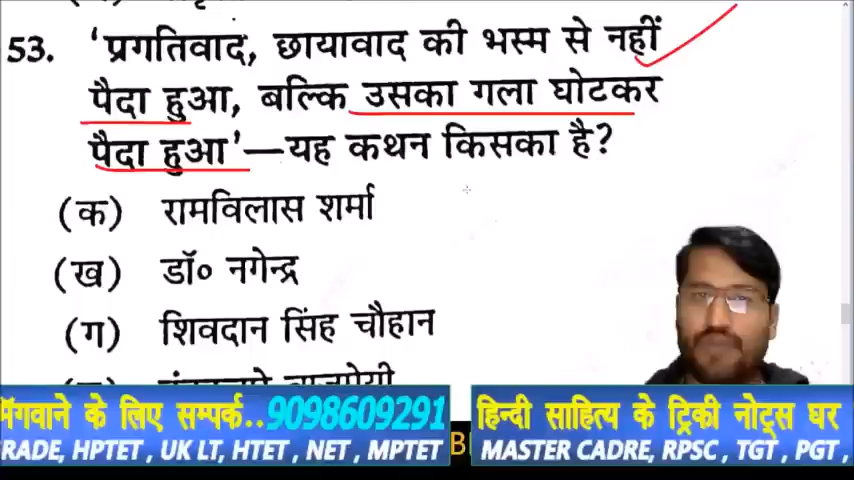 53. 'प्रगतिवाद, छायावाद की भस्म से नहीं
पैदा हुआ, बल्कि उसका गला घोटकर
पैदा हुआ'—यह कथन किसका है?
(क) रामविलास शर्मा
(ख) डॉ० नगेन्द्र
(ग) शिवदान सिंह चौहान
मँगवाने के लिए सम्पर्क..9098609291
हिन्दी साहित्य के ट्रिकी नोट्स घर
RADE, HPTET , UK LT, HTET , NET , MPTET
B
MASTER CADRE, RPSC , TGT , PGT ,